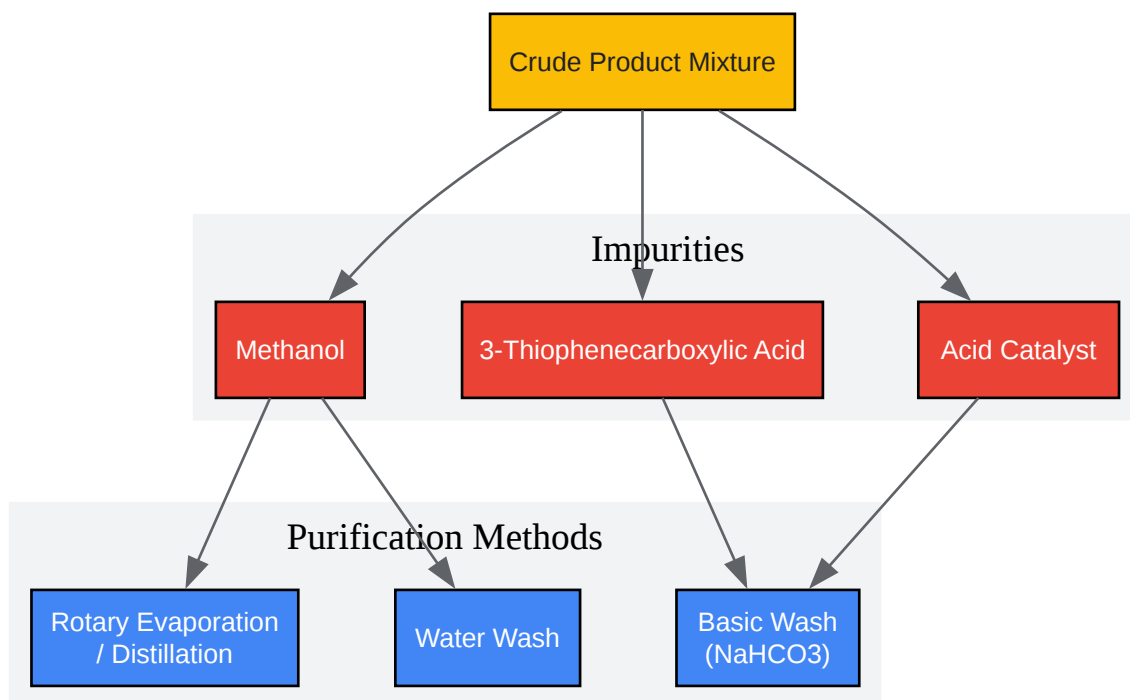 Crude Product Mixture
Impurities
Methanol
3-Thiophenecarboxylic Acid
Acid Catalyst
Purification Methods
Rotary Evaporation
/ Distillation
Water Wash
Basic Wash
(NaHCO3)